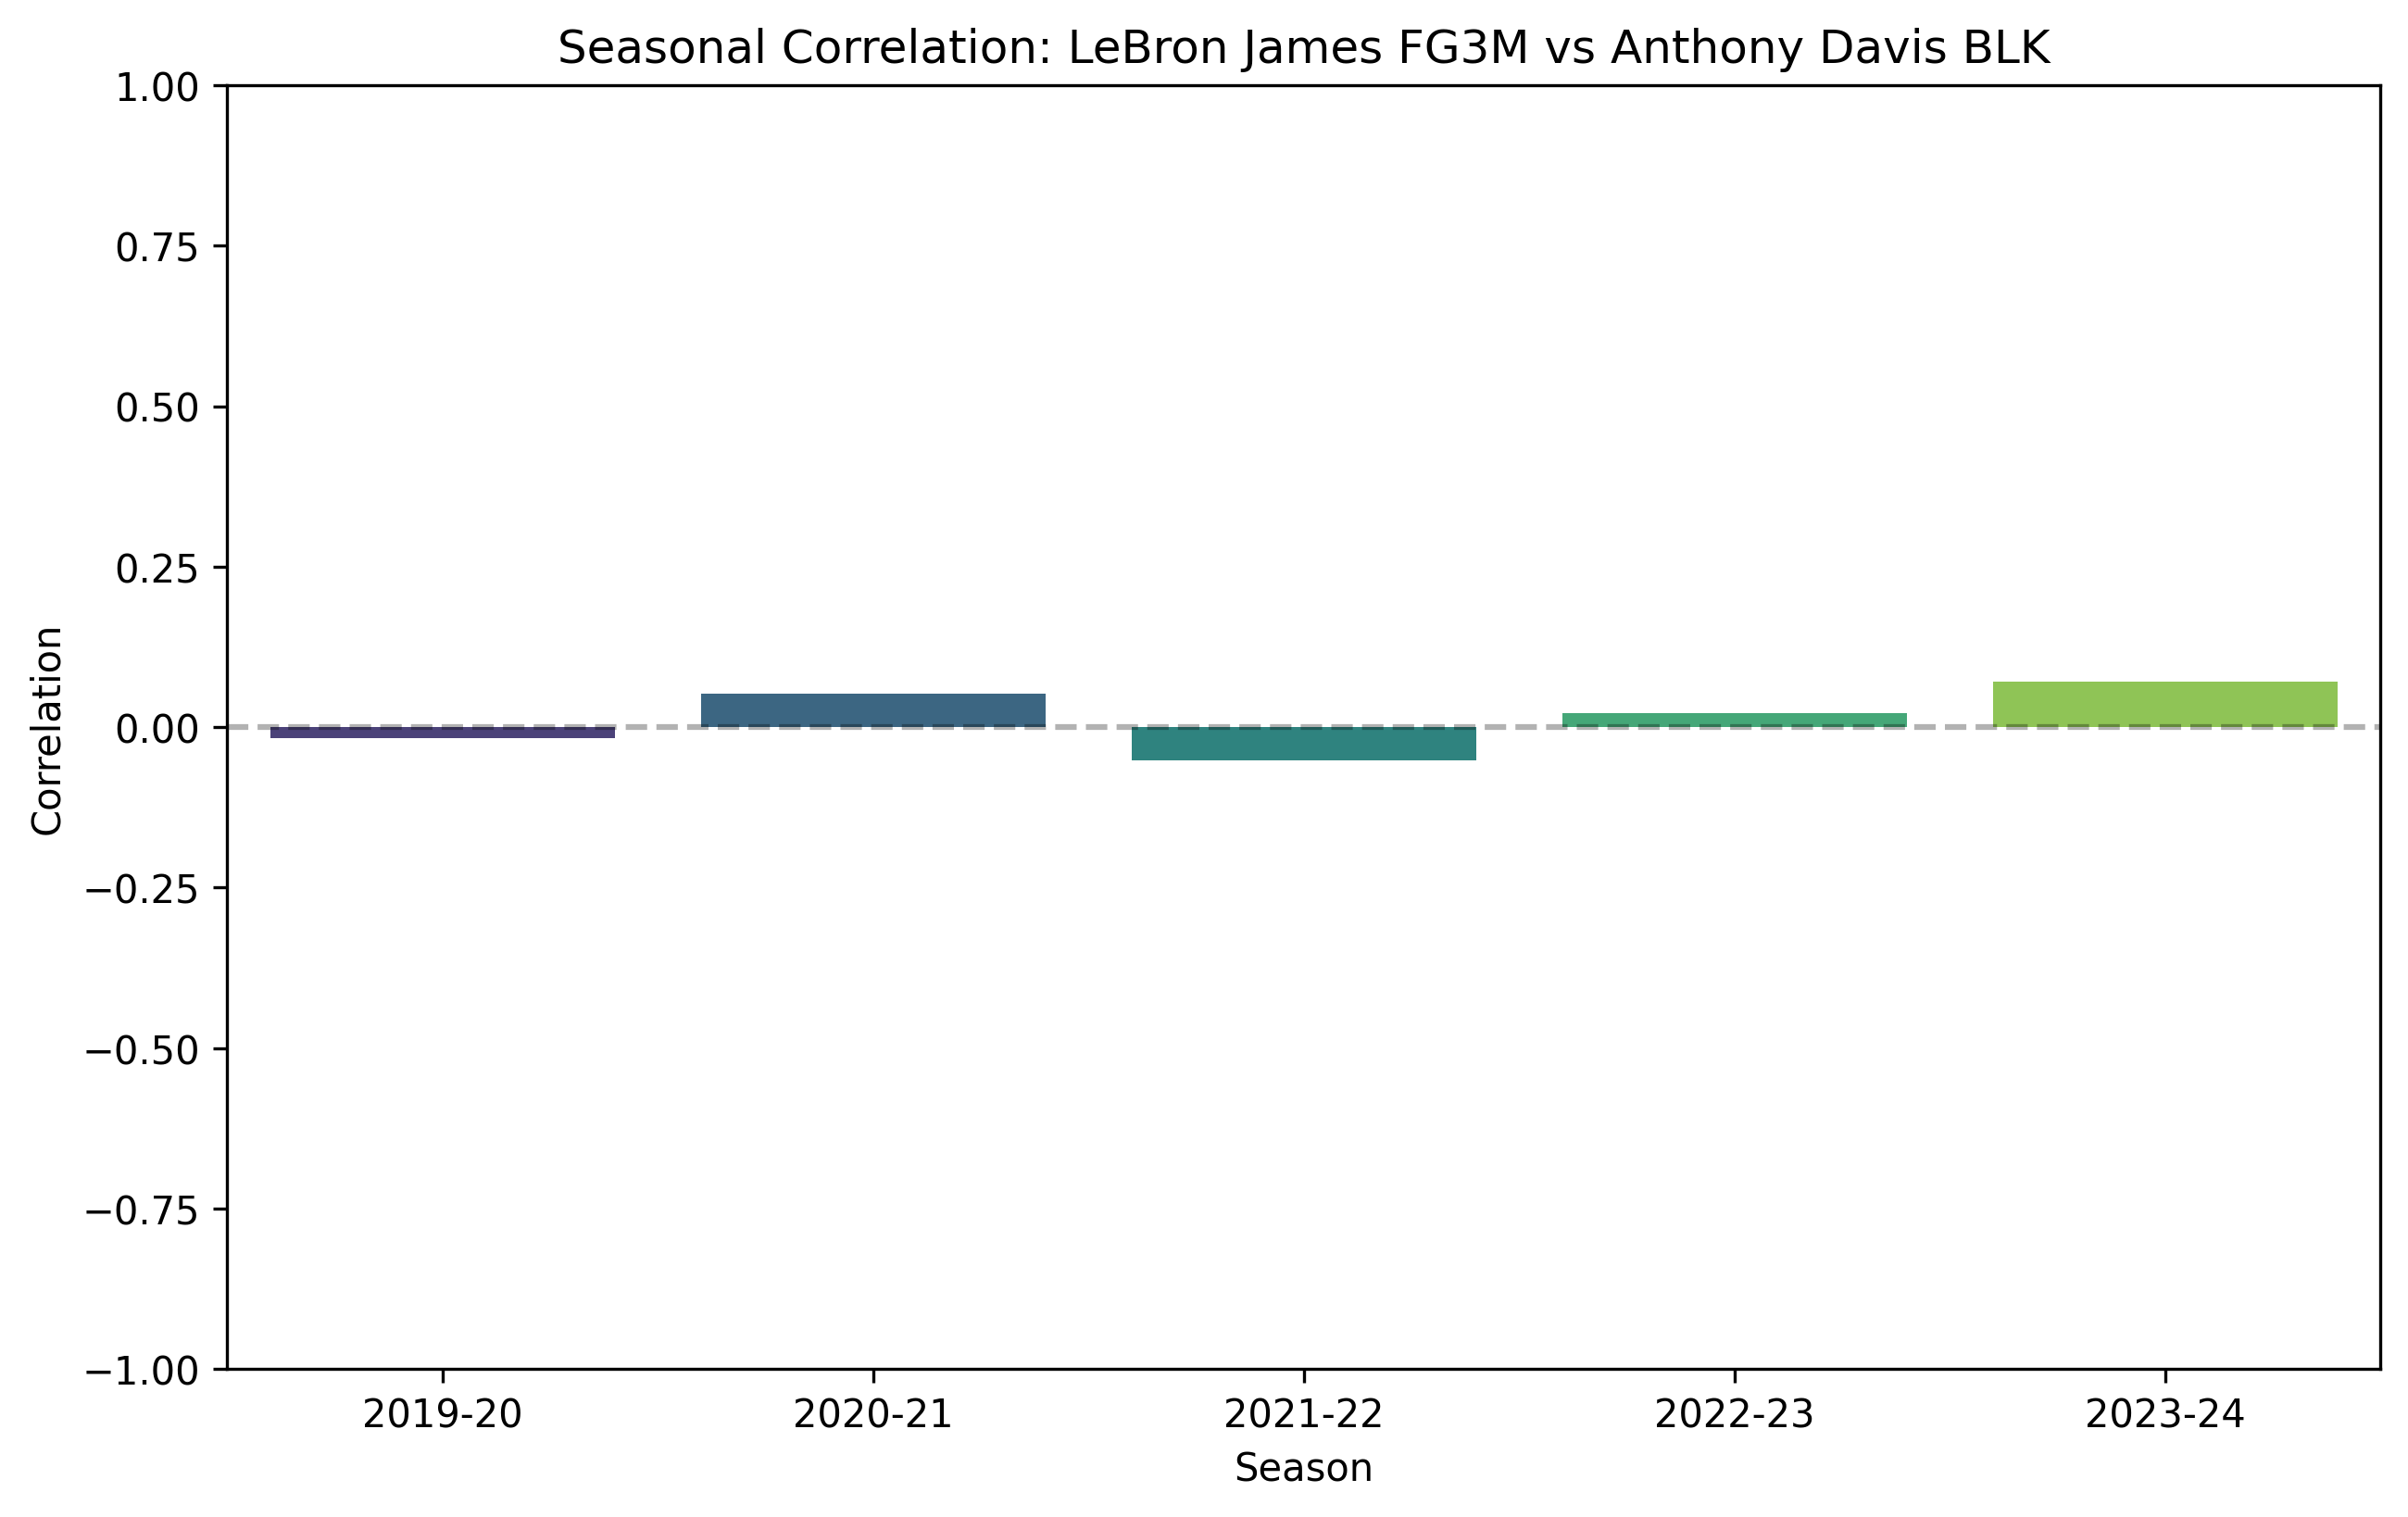 Seasonal Correlation: LeBron James FG3M vs Anthony Davis BLK
1.00
0.75
0.50
0.25
0.00
−0.25
−0.50
−0.75
−1.00
Correlation
2019-20 2020-21 2021-22 2022-23 2023-24
Season